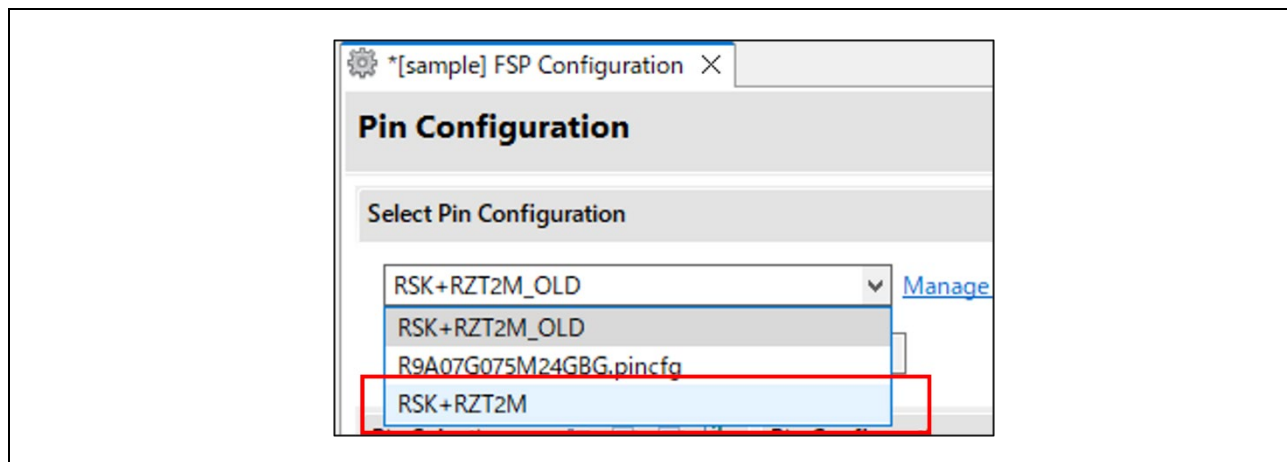 *[sample] FSP Configuration
Pin Configuration
Select Pin Configuration
RSK+RZT2M_OLD
Manage
RSK+RZT2M_OLD
R9A07G075M24GBG.pincfg
RSK+RZT2M